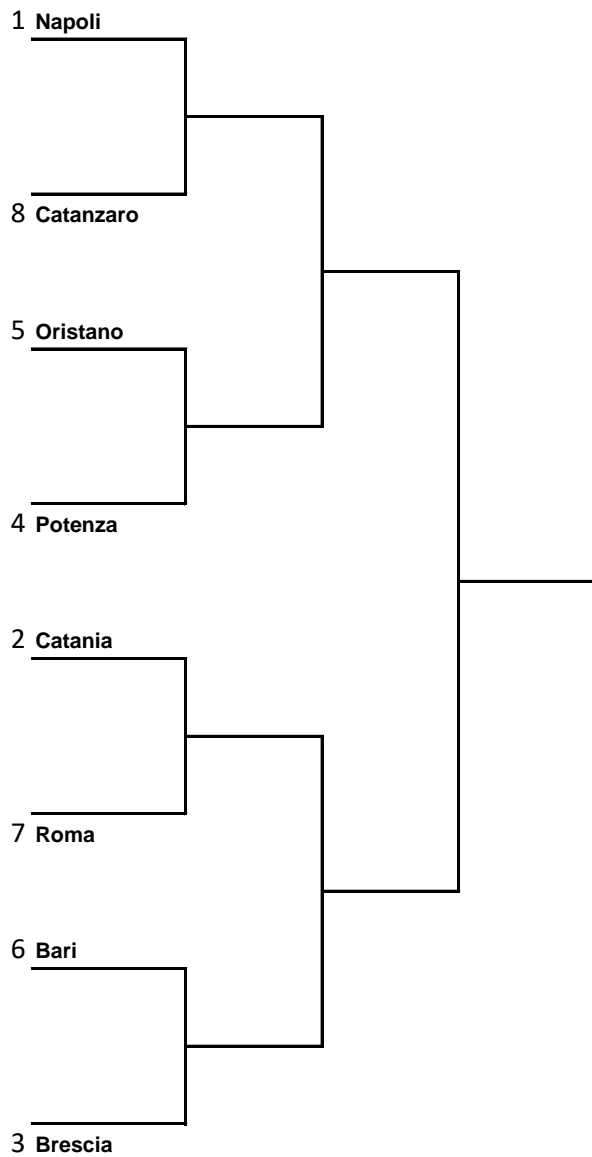 1 Napoli
8 Catanzaro
5 Oristano
4 Potenza
2 Catania
7 Roma
6 Bari
3 Brescia